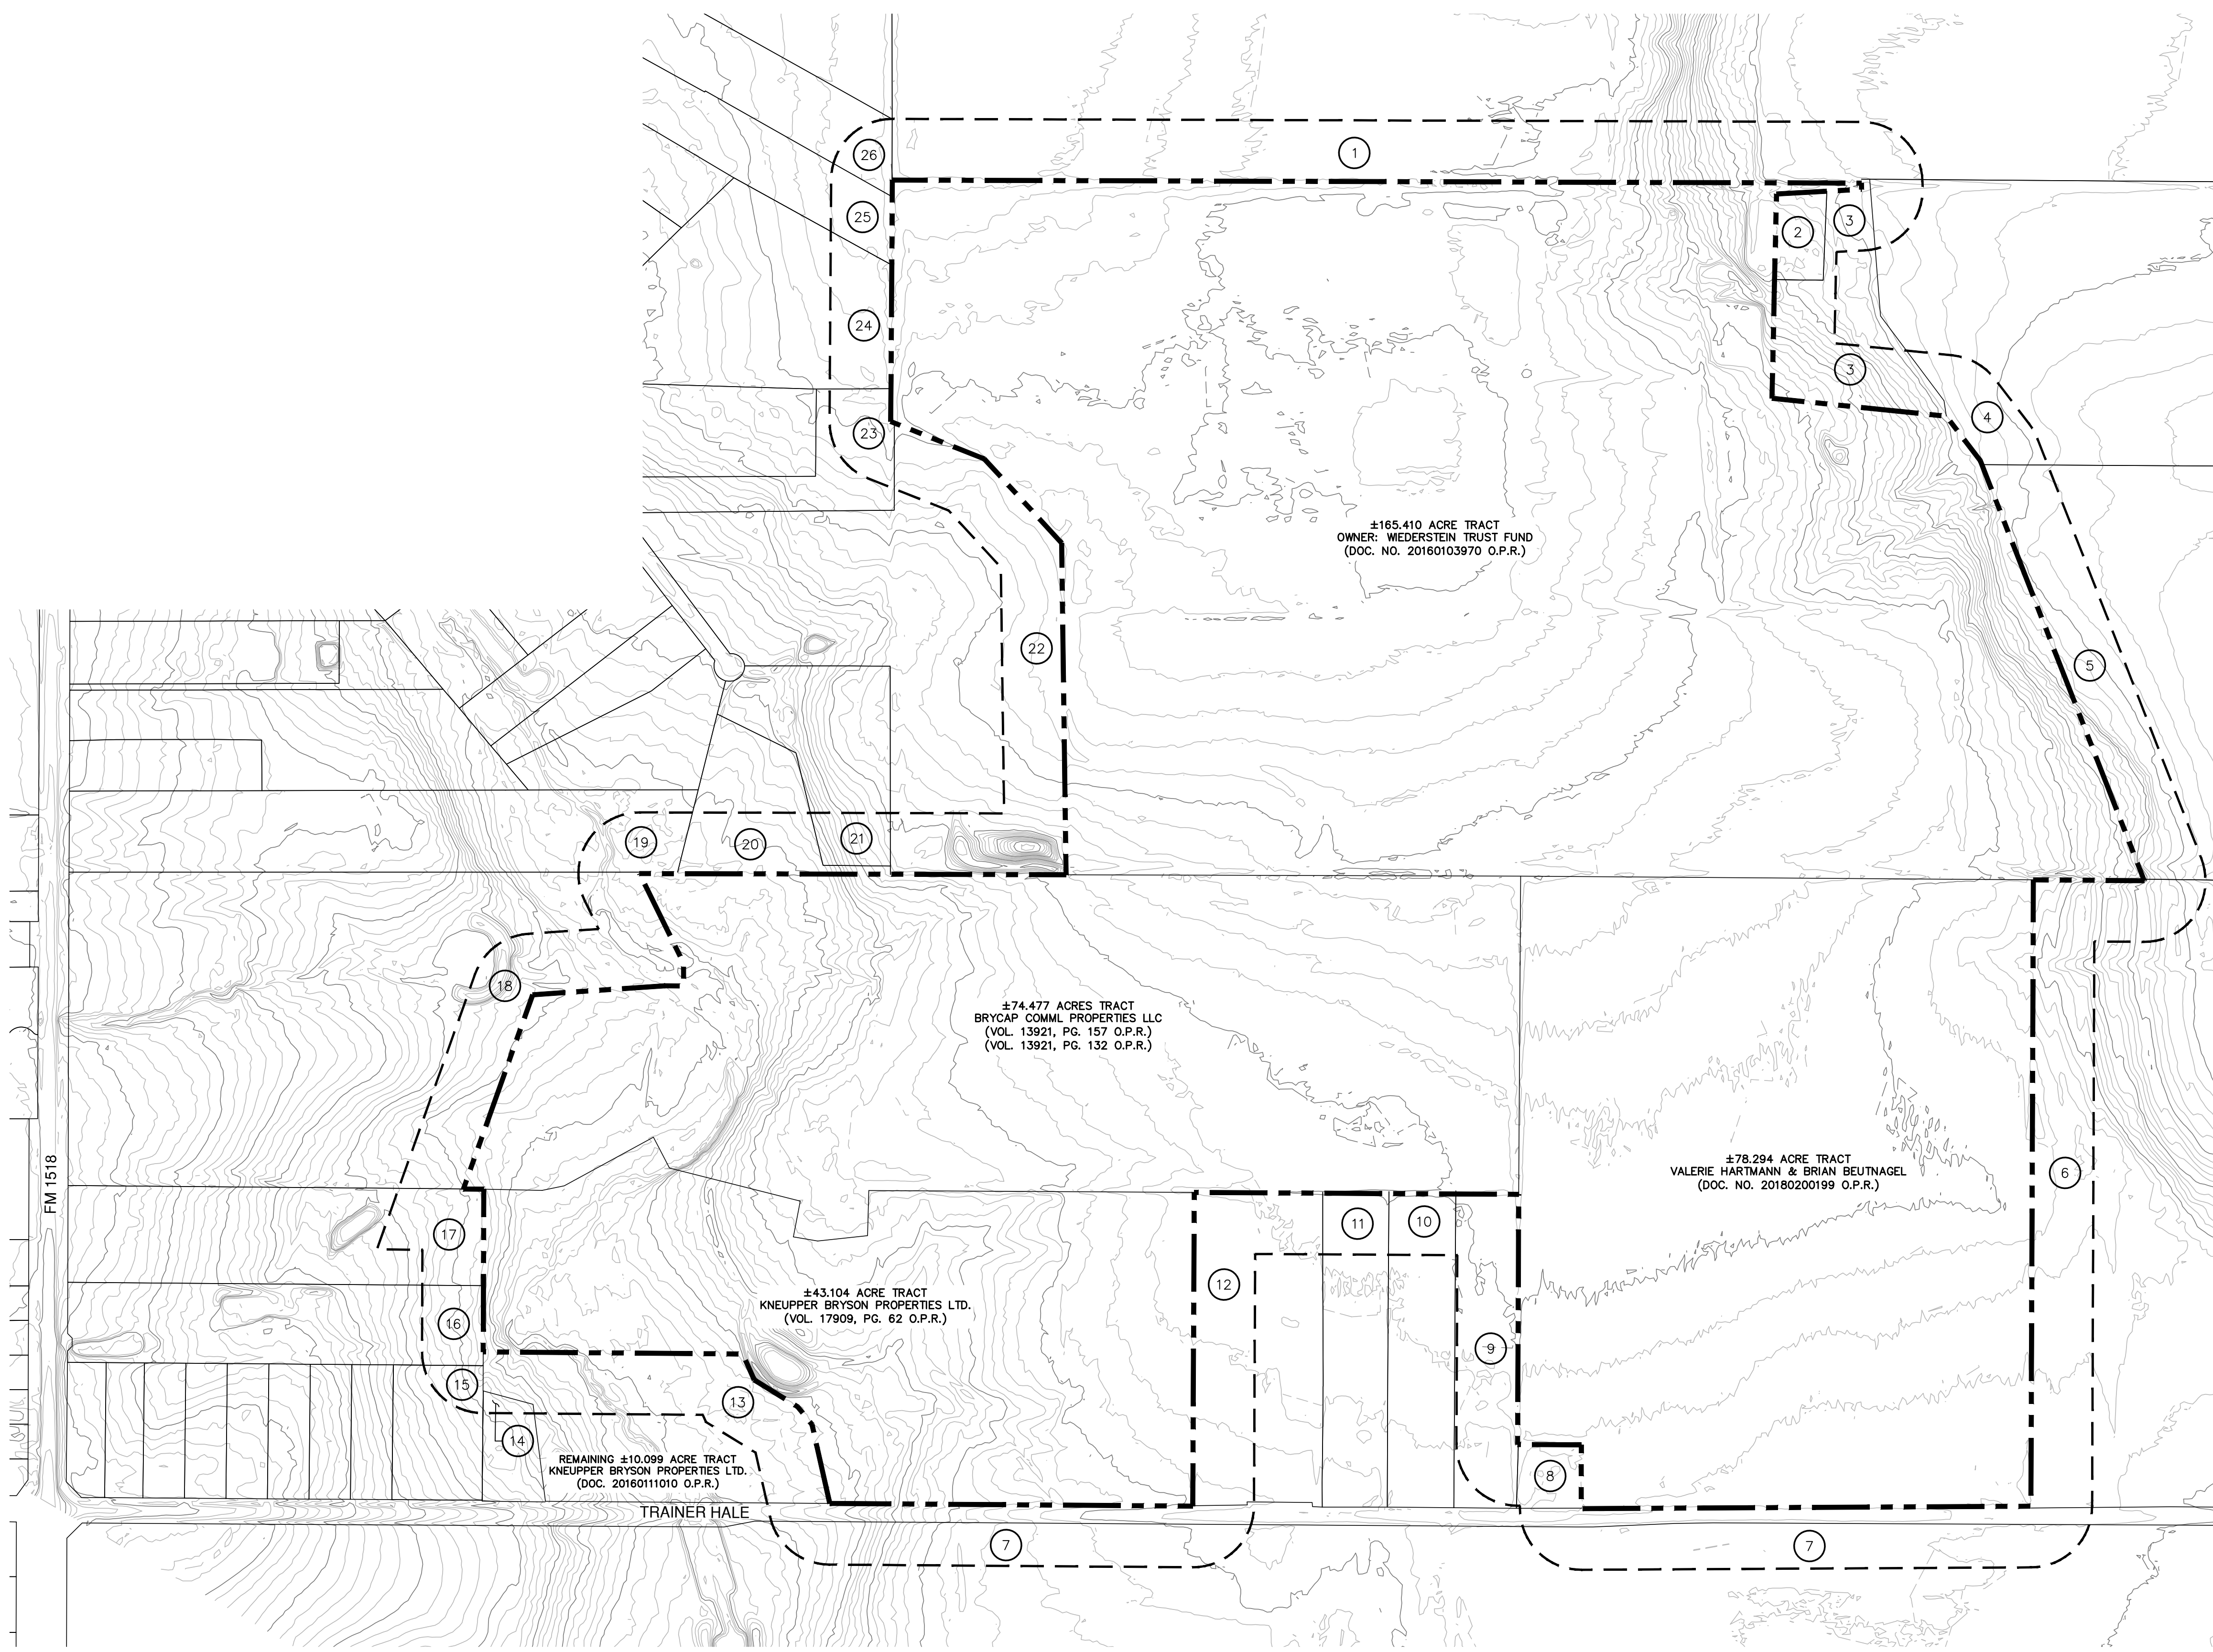 26
1
25
2
3
24
3
4
23
±165.410 ACRE TRACT
OWNER: WIEDERSTEIN TRUST FUND
(DOC. NO. 20160103970 O.P.R.)
22
5
19
20
21
18
±74.477 ACRES TRACT
BRYCAP COMML PROPERTIES LLC
(VOL. 13921, PG. 157 O.P.R.)
(VOL. 13921, PG. 132 O.P.R.)
FM 1518
±78.294 ACRE TRACT
VALERIE HARTMANN & BRIAN BEUTNAGEL
(DOC. NO. 20180200199 O.P.R.)
6
17
11
10
12
±43.104 ACRE TRACT
KNEUPPER BRYSON PROPERTIES LTD.
(VOL. 17909, PG. 62 O.P.R.)
16
9
15
13
14
REMAINING ±10.099 ACRE TRACT
KNEUPPER BRYSON PROPERTIES LTD.
(DOC. 20160111010 O.P.R.)
8
TRAINER HALE
7
7